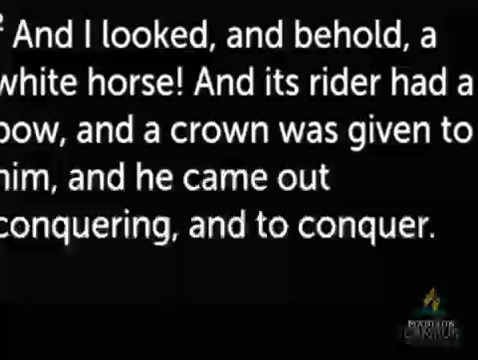 ² And I looked, and behold, a
white horse! And its rider had a
bow, and a crown was given to
him, and he came out
conquering, and to conquer.